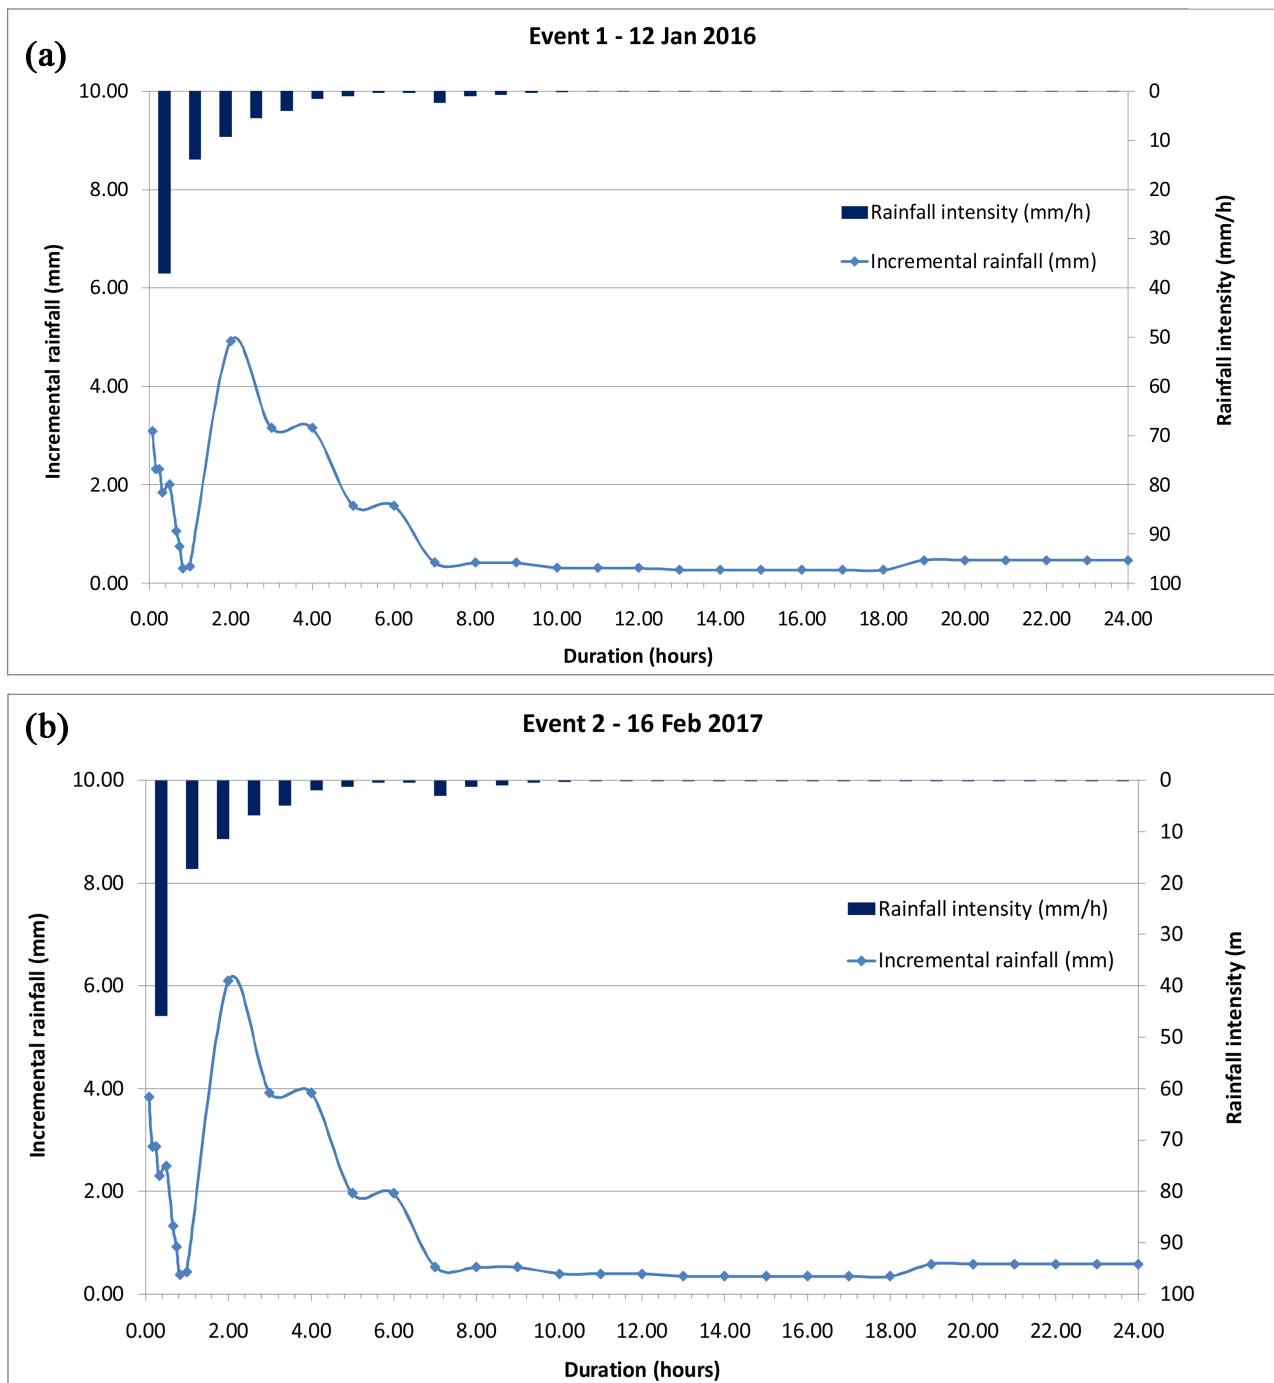 (a)
Event 1 - 12 Jan 2016
10.00
8.00
6.00
4.00
2.00
0.00
Incremental rainfall (mm)
0
10
20
30
40
50
60
70
80
90
100
Rainfall intensity (mm/h)
Rainfall intensity (mm/h)
Incremental rainfall (mm)
0.00 2.00 4.00 6.00 8.00 10.00 12.00 14.00 16.00 18.00 20.00 22.00 24.00
Duration (hours)
(b)
Event 2 - 16 Feb 2017
10.00
8.00
6.00
4.00
2.00
0.00
Incremental rainfall (mm)
0
10
20
30
40
50
60
70
80
90
100
Rainfall intensity (m
Rainfall intensity (mm/h)
Incremental rainfall (mm)
0.00 2.00 4.00 6.00 8.00 10.00 12.00 14.00 16.00 18.00 20.00 22.00 24.00
Duration (hours)